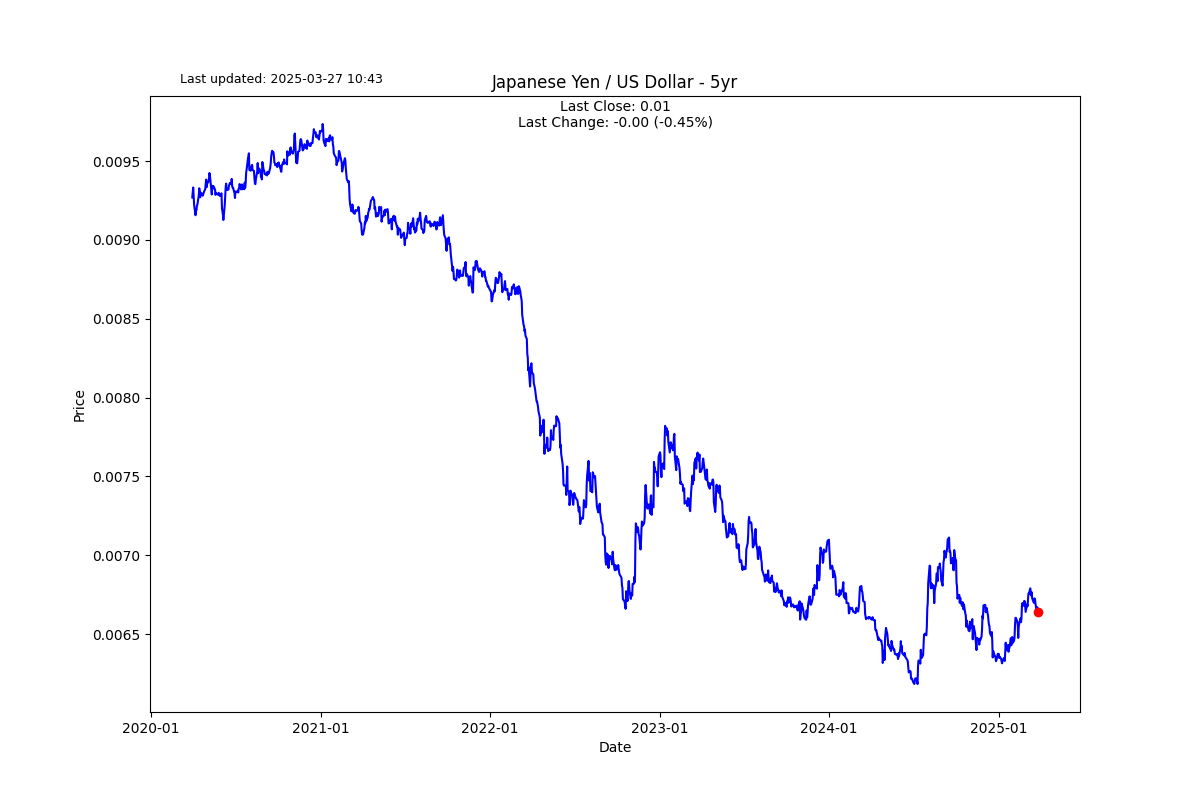 Last updated: 2025-03-27 10:43
Japanese Yen / US Dollar - 5yr
Last Close: 0.01
Last Change: -0.00 (-0.45%)
Price
0.0095
0.0090
0.0085
0.0080
0.0075
0.0070
0.0065
2020-01
2021-01
2022-01
2023-01
2024-01
2025-01
Date